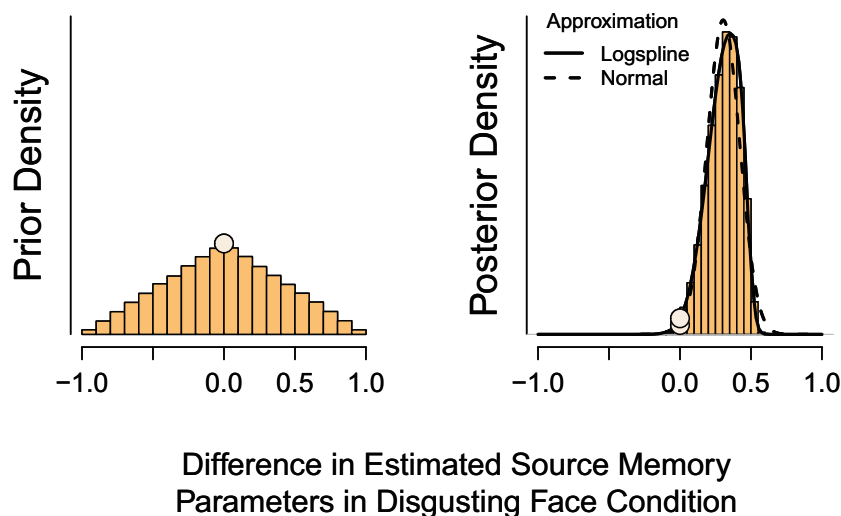 Prior Density
−1.0 0.0 0.5 1.0
Posterior Density
Approximation
Logspline
Normal
−1.0 0.0 0.5 1.0
Difference in Estimated Source Memory
Parameters in Disgusting Face Condition